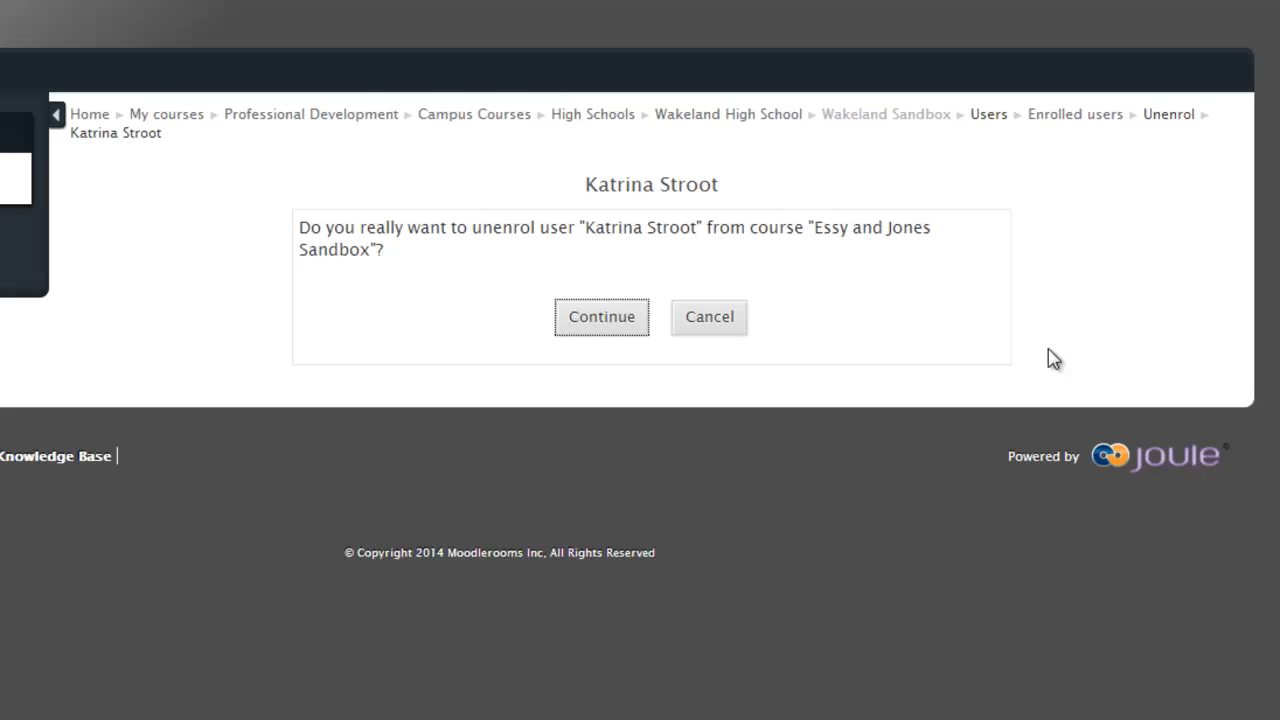 Home ▶ My courses ▶ Professional Development ▶ Campus Courses ▶ High Schools ▶ Wakeland High School ▶ Wakeland Sandbox ▶ Users ▶ Enrolled users ▶ Unenrol ▶
Katrina Stroot
Katrina Stroot
Do you really want to unenrol user "Katrina Stroot" from course "Essy and Jones
Sandbox"?
Continue Cancel
Knowledge Base |
Powered by joule
© Copyright 2014 Moodlerooms Inc, All Rights Reserved